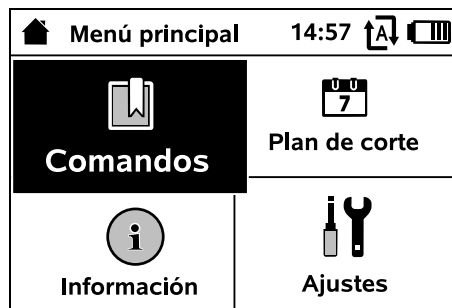 Menú principal 14:57 A
Comandos
7
Plan de corte
i
Información
Ajustes